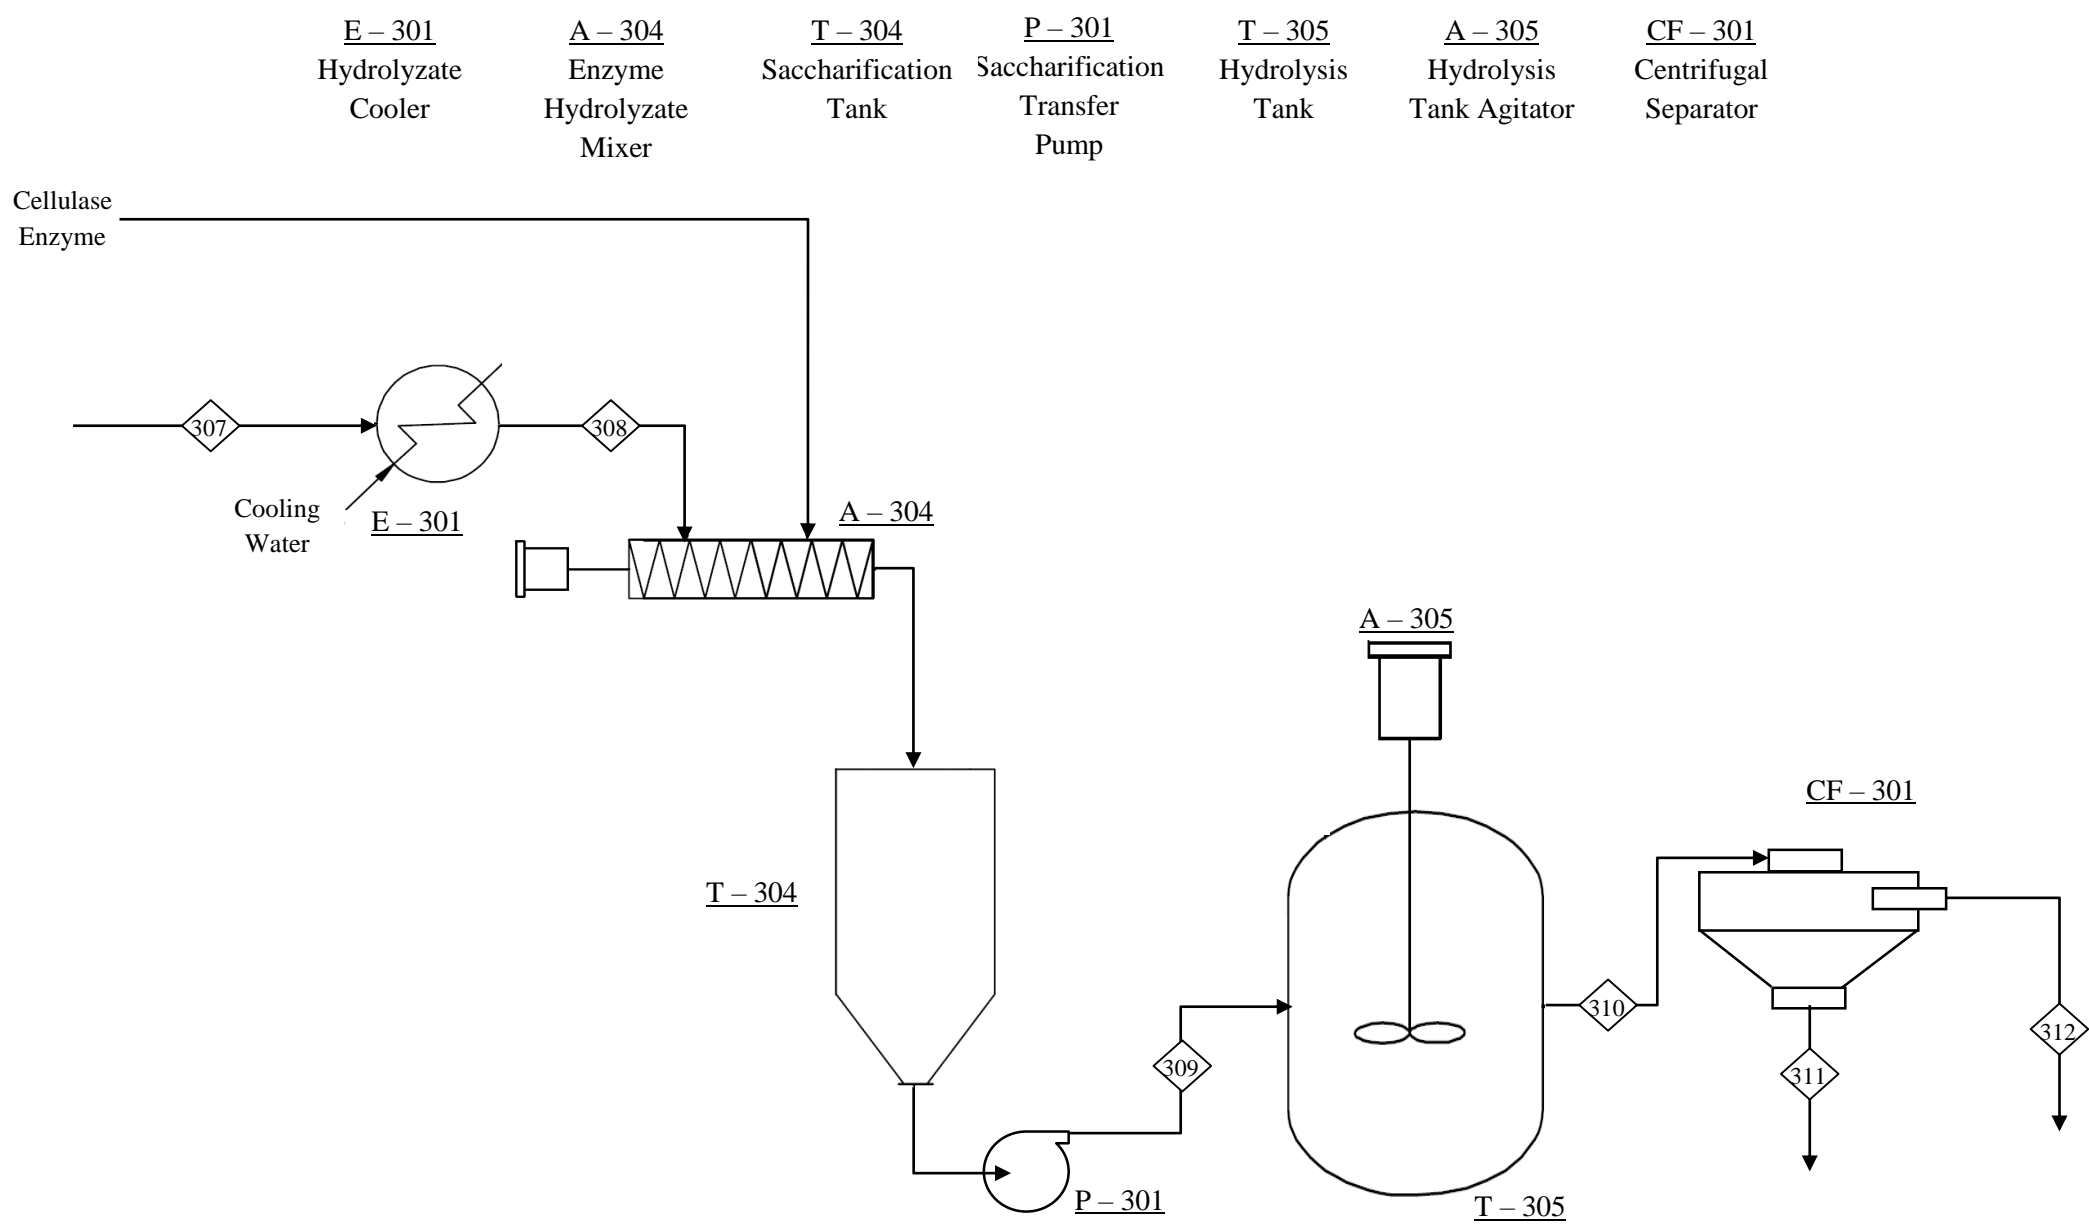 E – 301
Hydrolyzate
Cooler
A – 304
Enzyme
Hydrolyzate
Mixer
T – 304
Saccharification
Tank
P – 301
Saccharification
Transfer
Pump
T – 305
Hydrolysis
Tank
A – 305
Hydrolysis
Tank Agitator
CF – 301
Centrifugal
Separator
Cellulase
Enzyme
307
308
Cooling
Water
E – 301
A – 304
A – 305
CF – 301
T – 304
310
312
309
311
P – 301
T – 305